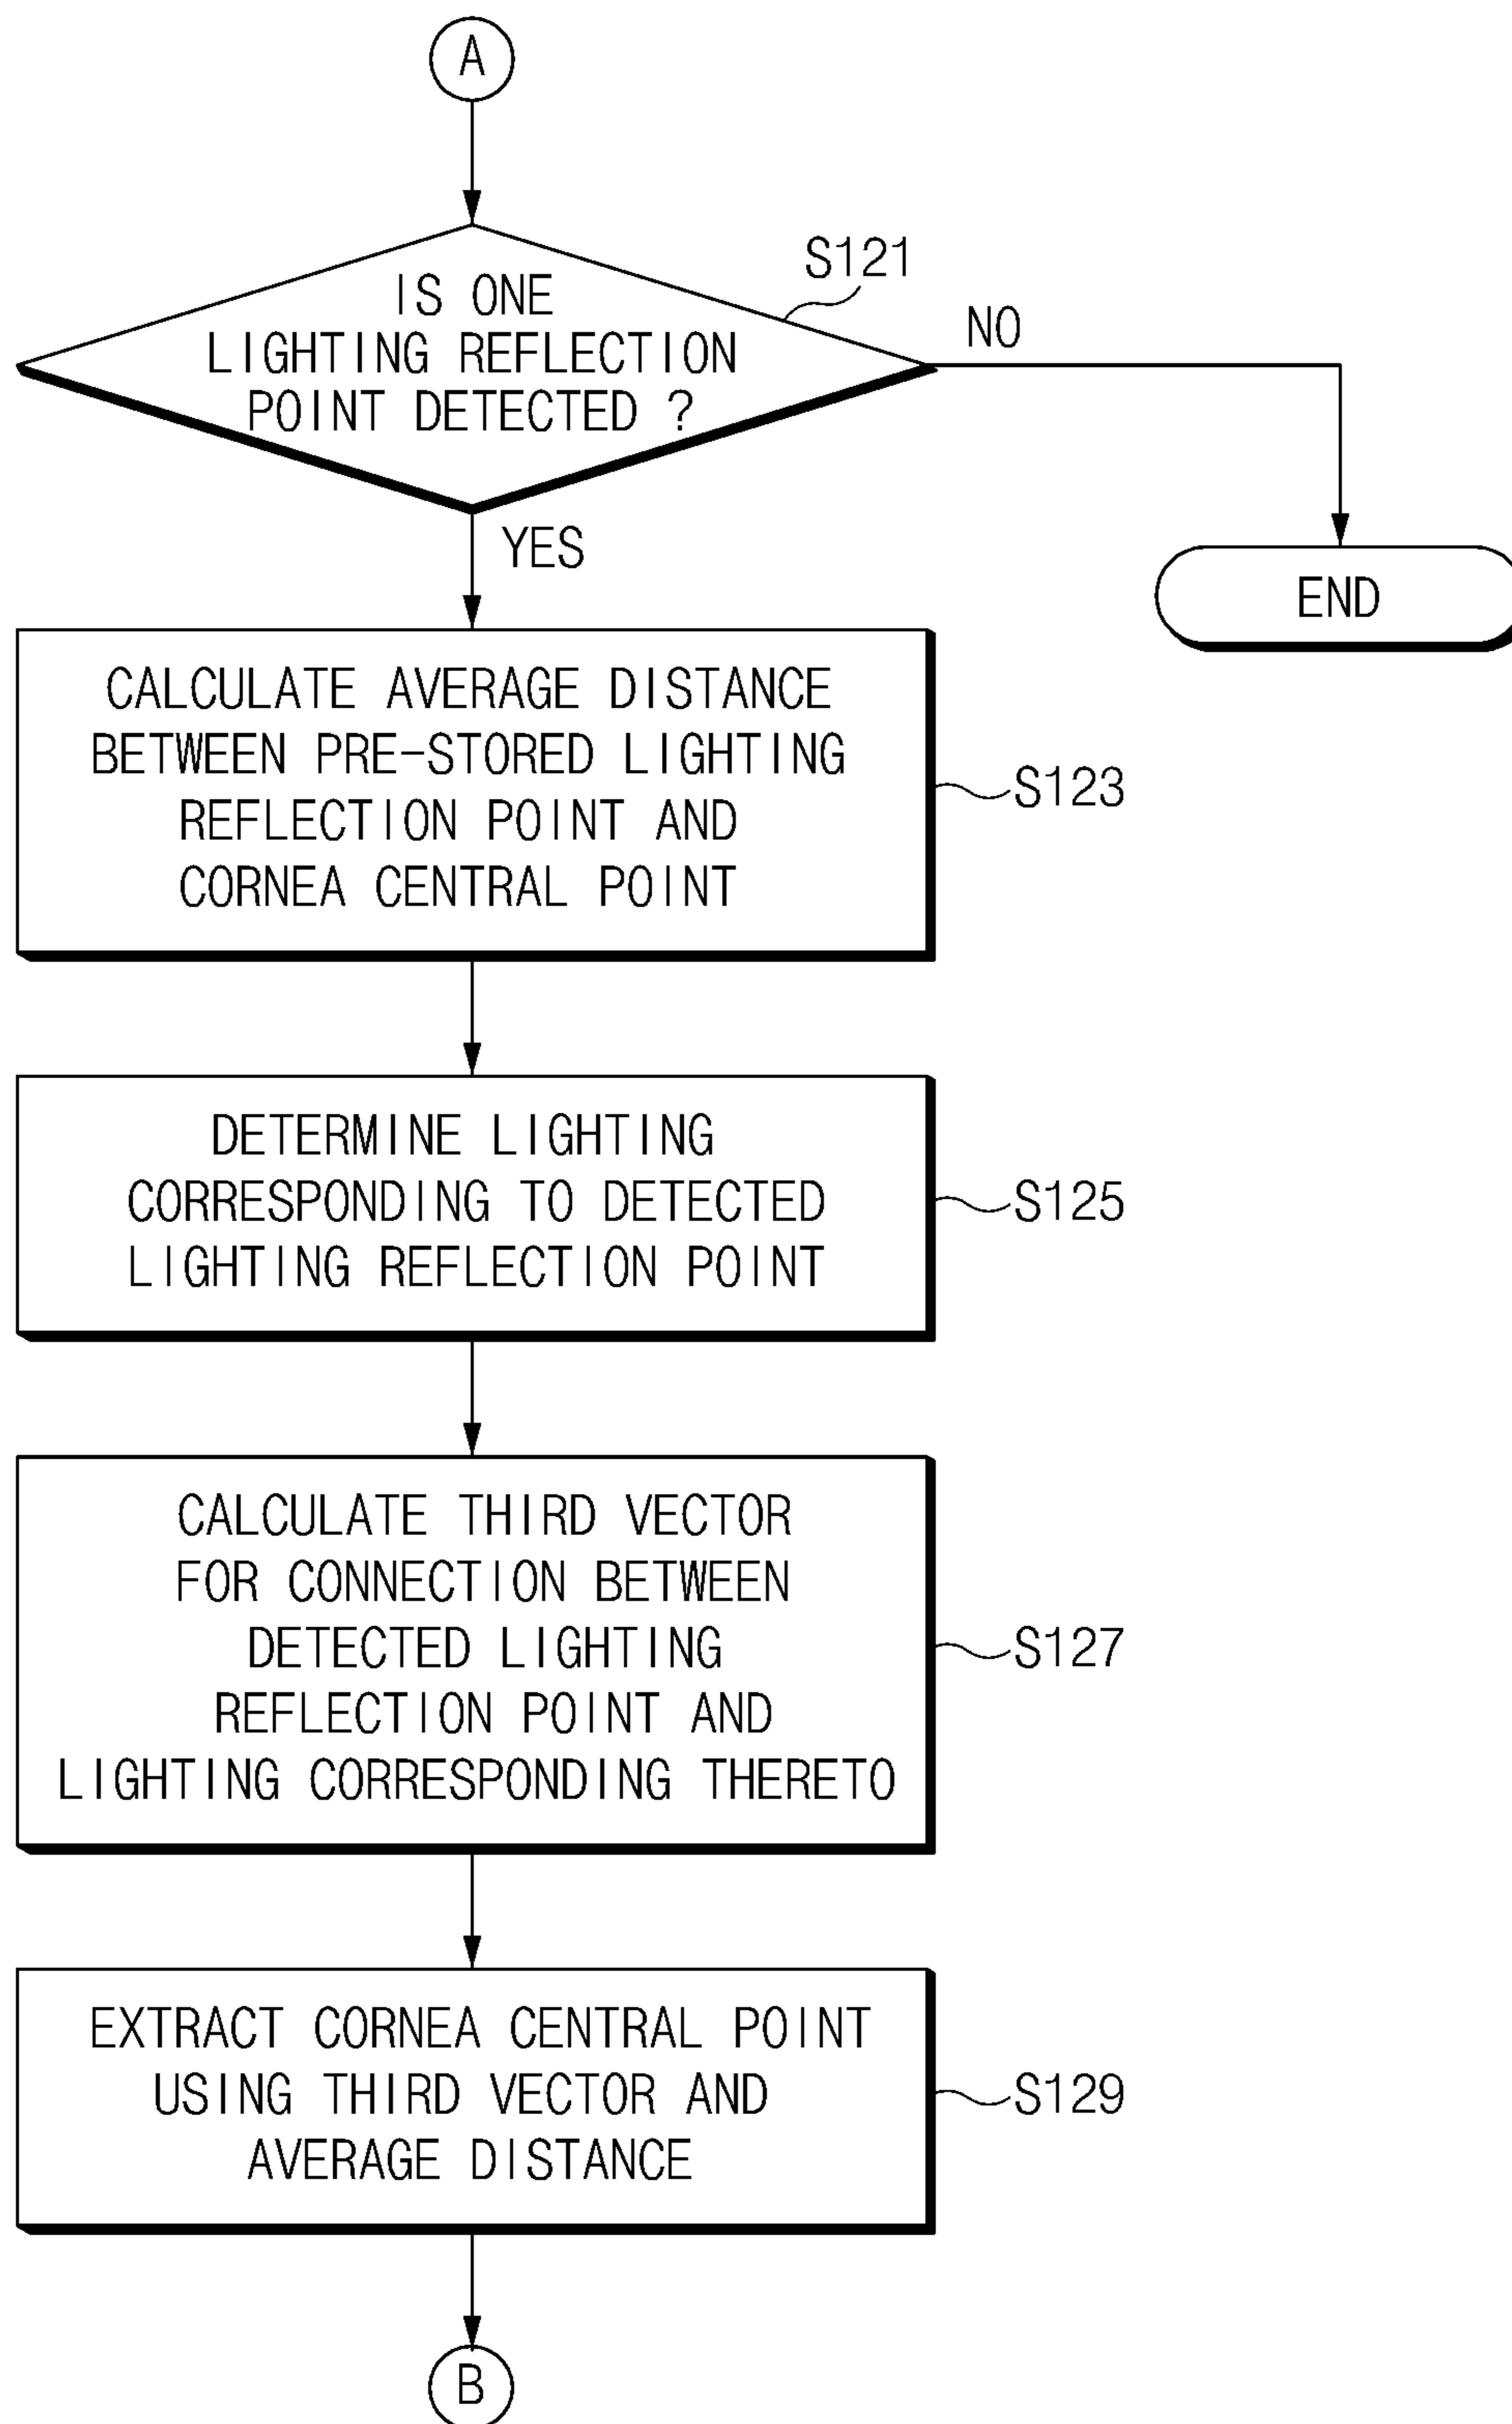 A
S121
IS ONE
LIGHTING REFLECTION
POINT DETECTED ?
NO
YES
END
CALCULATE AVERAGE DISTANCE
BETWEEN PRE-STORED LIGHTING
REFLECTION POINT AND
CORNEA CENTRAL POINT
S123
DETERMINE LIGHTING
CORRESPONDING TO DETECTED
LIGHTING REFLECTION POINT
S125
CALCULATE THIRD VECTOR
FOR CONNECTION BETWEEN
DETECTED LIGHTING
REFLECTION POINT AND
LIGHTING CORRESPONDING THERETO
S127
EXTRACT CORNEA CENTRAL POINT
USING THIRD VECTOR AND
AVERAGE DISTANCE
S129
B